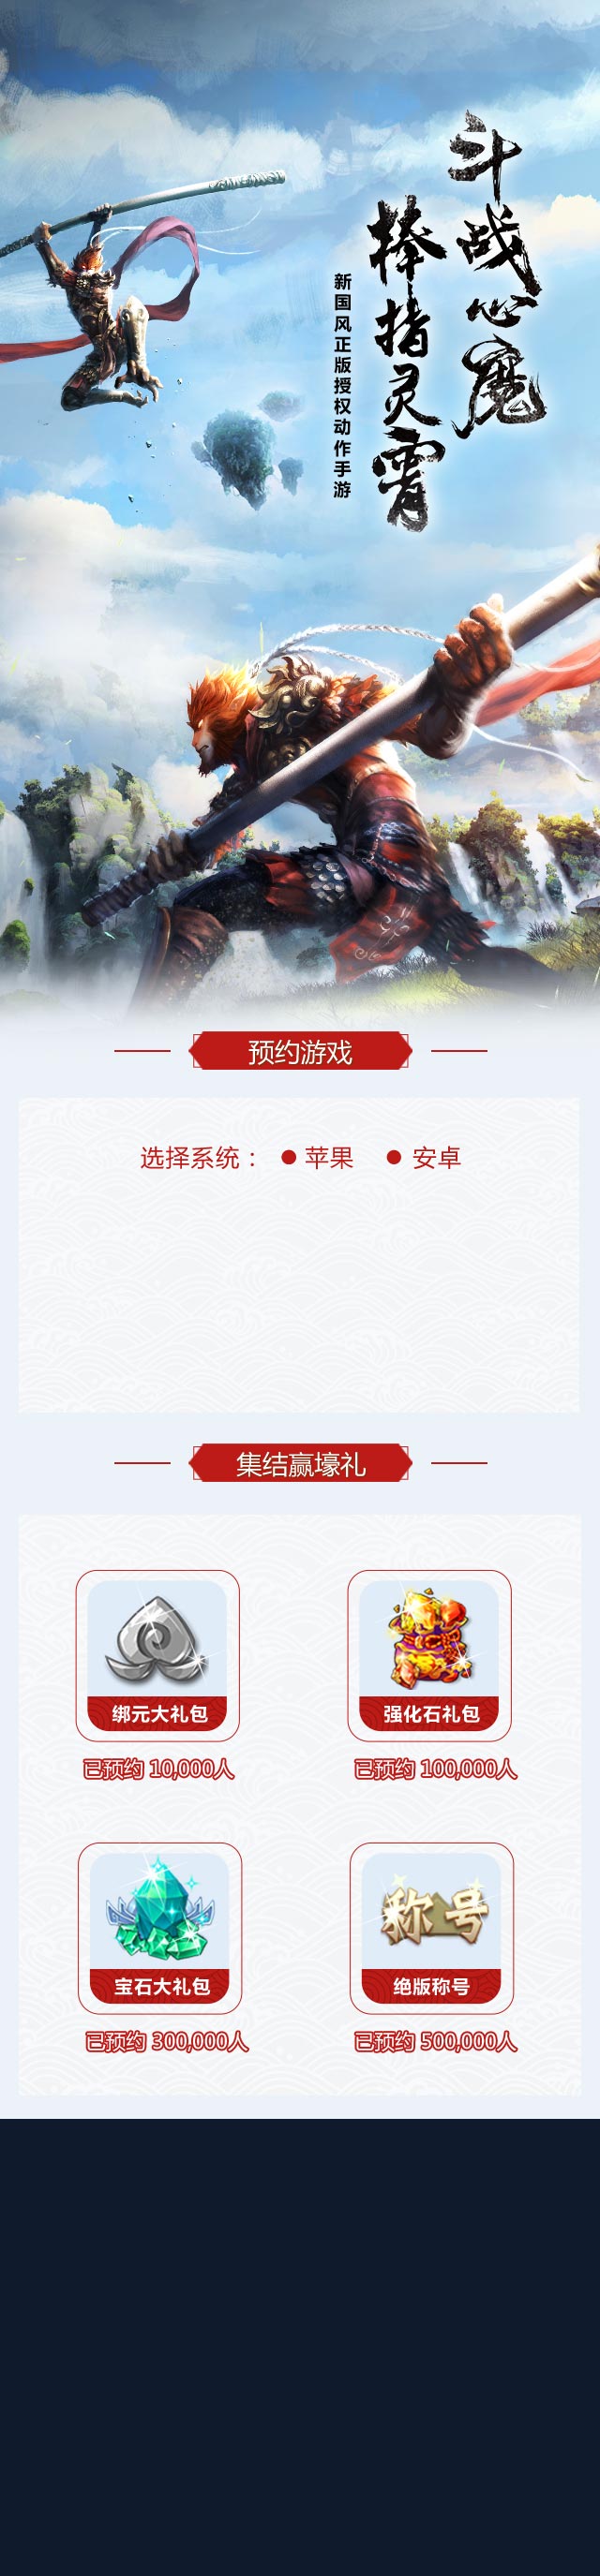 斗战心魔
棒指灵霄
新国风正版授权动作手游
预约游戏
选择系统： 苹果 安卓
集结赢壕礼
绑元大礼包 强化石礼包
已预约 10,000人 已预约 100,000人
称号
宝石大礼包 绝版称号
已预约 300,000人 已预约 500,000人